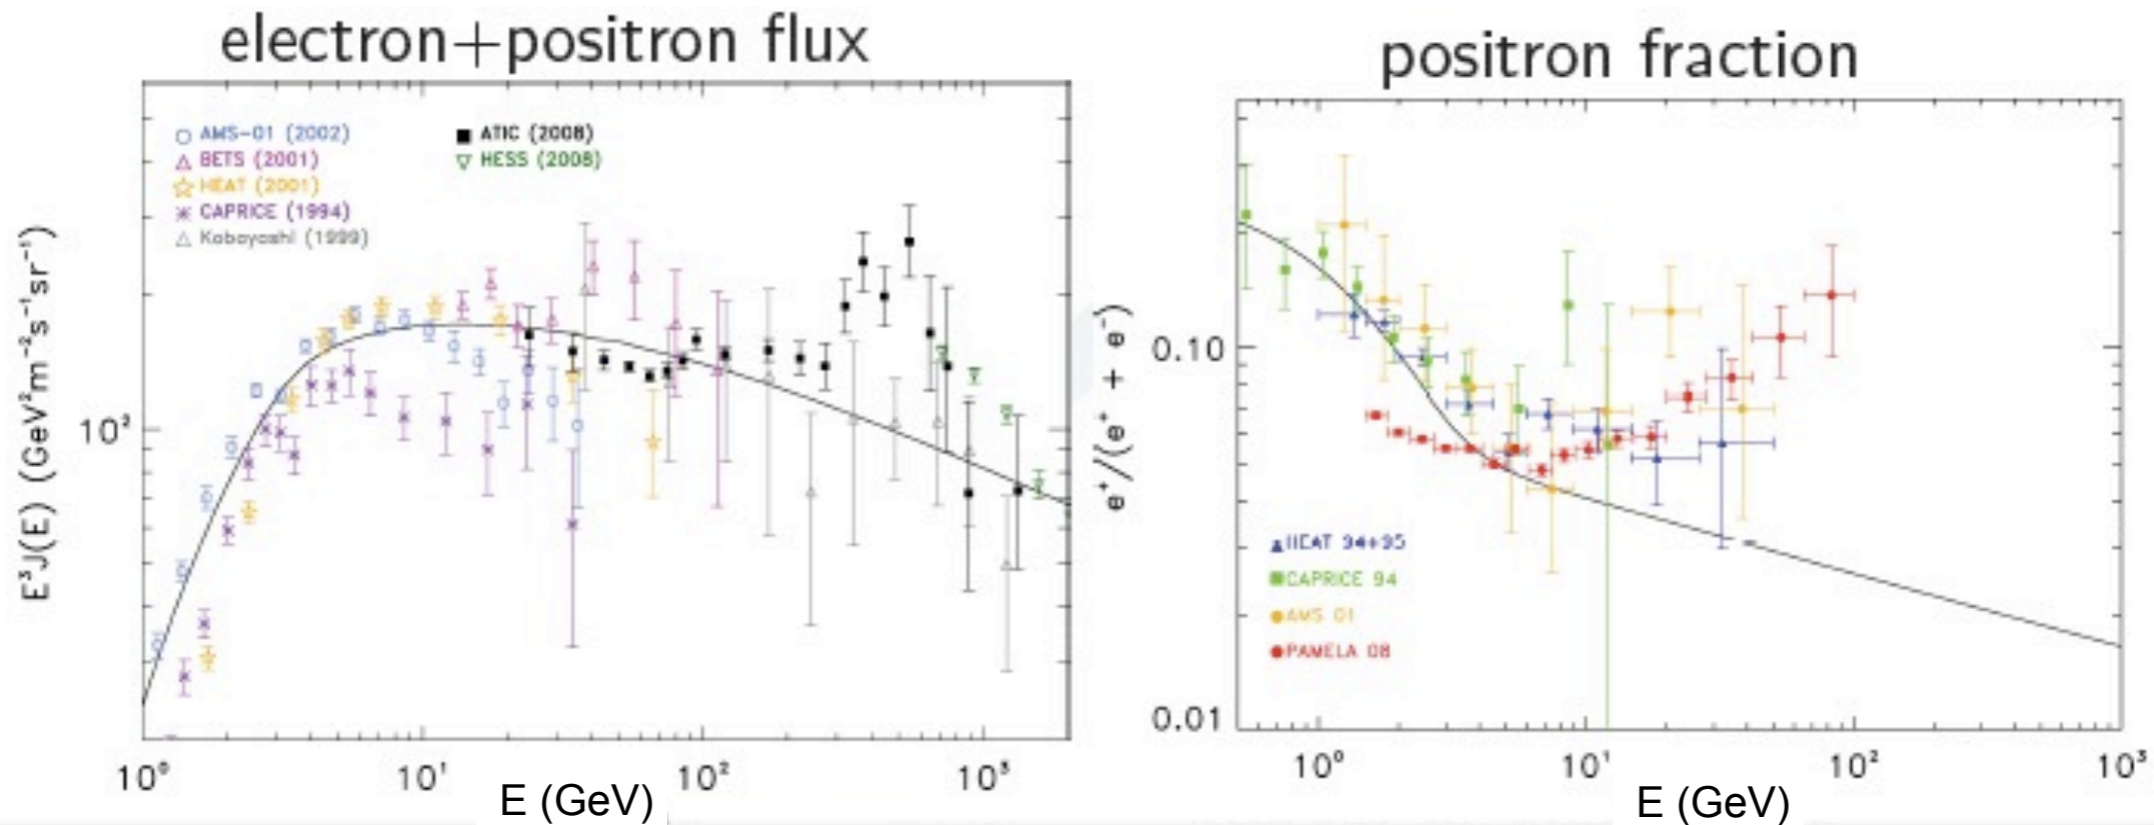 electron+positron flux
AMS-01 (2002)
BETS (2001)
HEAT (2001)
CAPRICE (1994)
Kobayashi (1999)
ATIC (2008)
HESS (2008)
E³J(E) (GeV²m⁻²s⁻¹sr⁻¹)
10²
10⁰
10¹
10²
10³
E (GeV)
positron fraction
e⁺/(e⁺ + e⁻)
0.10
0.01
HEAT 94+95
CAPRICE 94
AMS 01
PAMELA 08
10⁰
10¹
10²
10³
E (GeV)